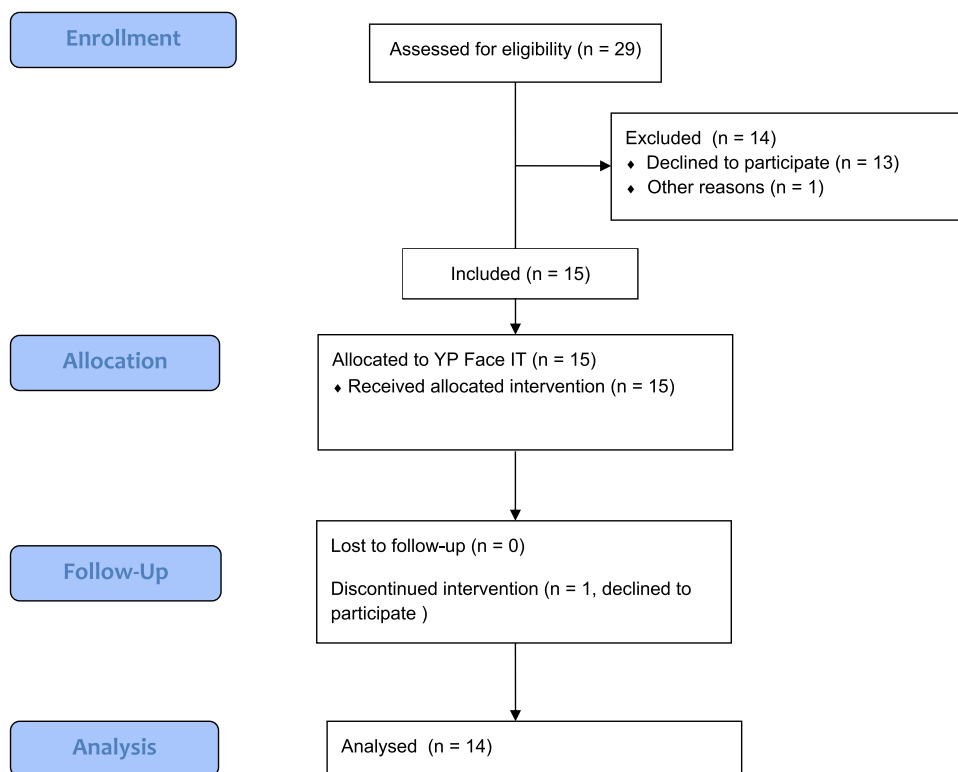 Enrollment
Assessed for eligibility (n = 29)
Excluded (n = 14)
♦ Declined to participate (n = 13)
♦ Other reasons (n = 1)
Included (n = 15)
Allocation
Allocated to YP Face IT (n = 15)
♦ Received allocated intervention (n = 15)
Follow-Up
Lost to follow-up (n = 0)
Discontinued intervention (n = 1, declined to
participate )
Analysis
Analysed (n = 14)